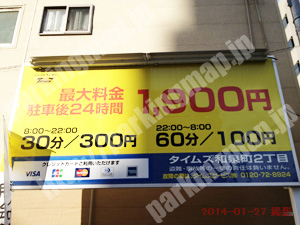 最大料金
駐車後24時間 1,900円
8:00～22:00
30分／300円
22:00～8:00
60分／100円
クレジットカードご利用いただけます
VISA
JCB
MasterCard
タイムズ和泉町2丁目
0120-72-8924
2014-01-27
parkingmap.jp